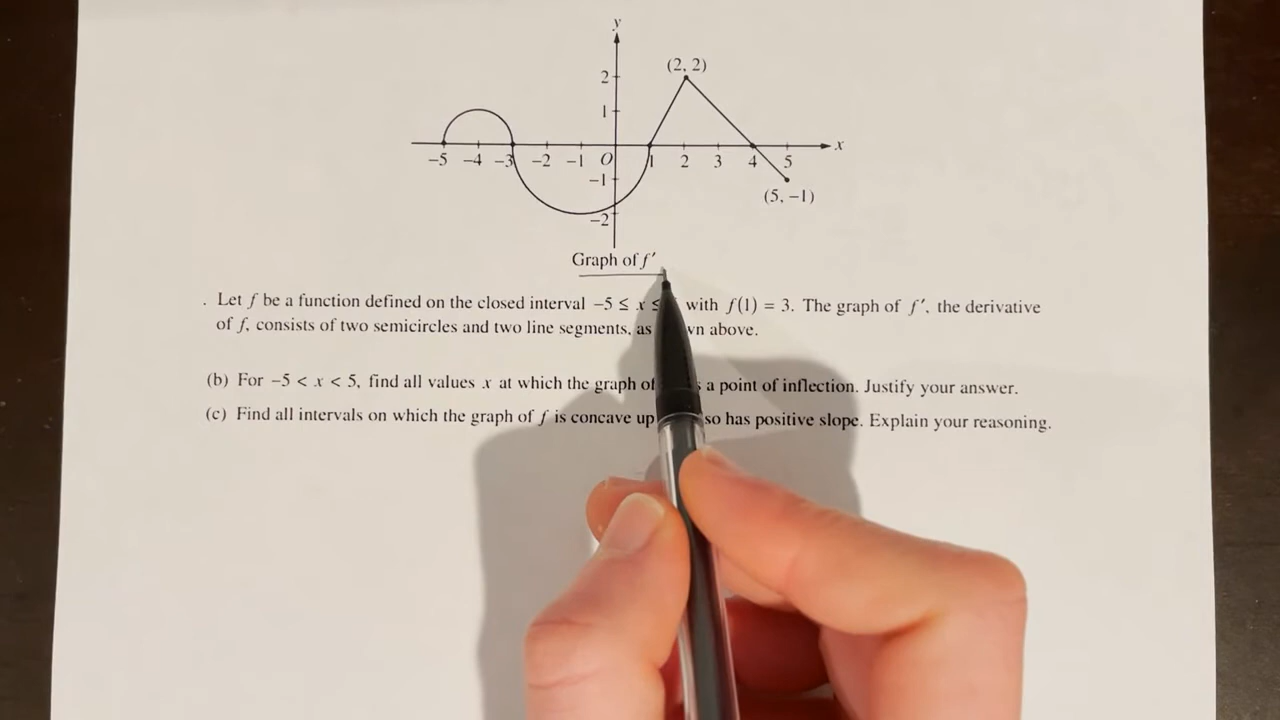 y
(2, 2)
2
1
x
−5 −4 −3 −2 −1 O 1 2 3 4 5
−1
(5, −1)
−2
Graph of f′
. Let f be a function defined on the closed interval −5 ≤ x ≤ with f(1) = 3. The graph of f′, the derivative
of f, consists of two semicircles and two line segments, as above.
(b) For −5 < x < 5, find all values x at which the graph of a point of inflection. Justify your answer.
(c) Find all intervals on which the graph of f is concave up has positive slope. Explain your reasoning.